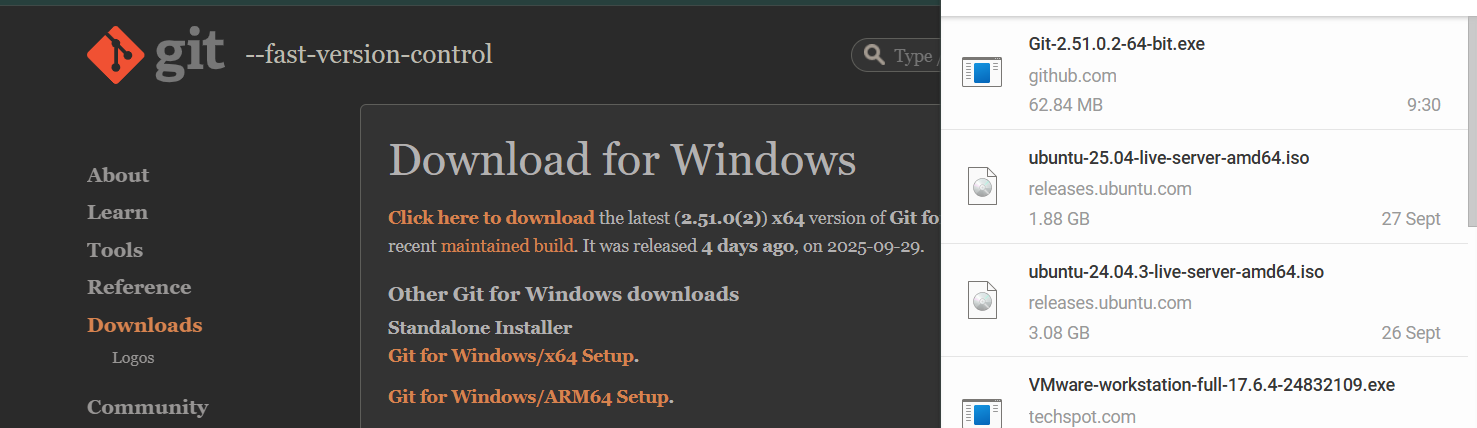 git --fast-version-control
Type /
About
Learn
Tools
Reference
Downloads
Logos
Community
Download for Windows
Click here to download the latest (2.51.0(2)) x64 version of Git fo
recent maintained build. It was released 4 days ago, on 2025-09-29.
Other Git for Windows downloads
Standalone Installer
Git for Windows/x64 Setup.
Git for Windows/ARM64 Setup.
Git-2.51.0.2-64-bit.exe
github.com
62.84 MB 9:30
ubuntu-25.04-live-server-amd64.iso
releases.ubuntu.com
1.88 GB 27 Sept
ubuntu-24.04.3-live-server-amd64.iso
releases.ubuntu.com
3.08 GB 26 Sept
VMware-workstation-full-17.6.4-24832109.exe
techspot.com